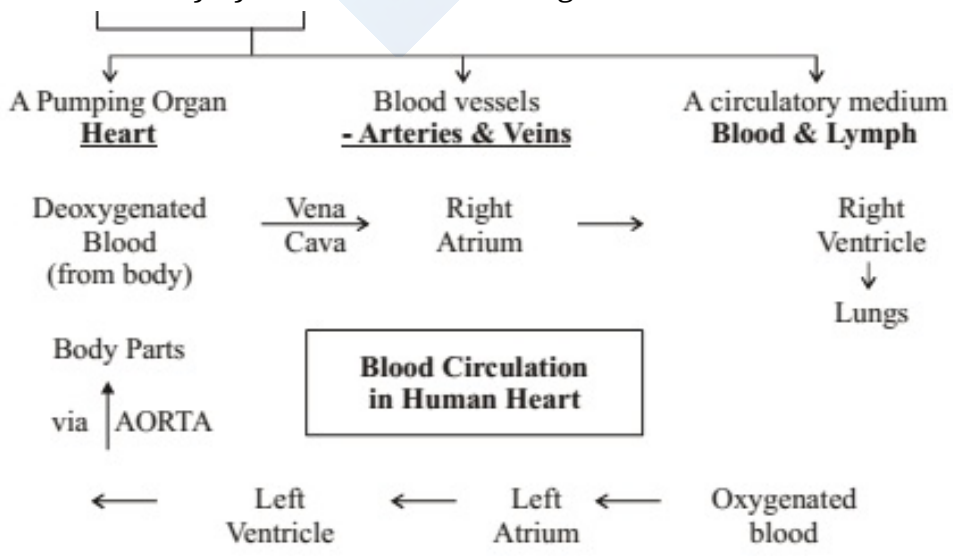 A Pumping Organ
Heart
Blood vessels
- Arteries & Veins
A circulatory medium
Blood & Lymph
Deoxygenated
Blood
(from body)
Vena
Cava
Right
Atrium
Right
Ventricle
Lungs
Body Parts
via AORTA
Blood Circulation
in Human Heart
Left
Ventricle
Left
Atrium
Oxygenated
blood